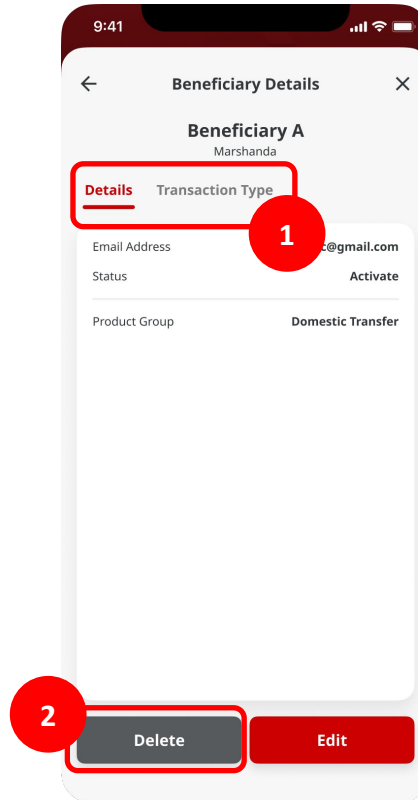 9:41
Beneficiary Details
Beneficiary A
Marshanda
Details Transaction Type
1
Email Address c@gmail.com
Status Activate
Product Group Domestic Transfer
2
Delete Edit